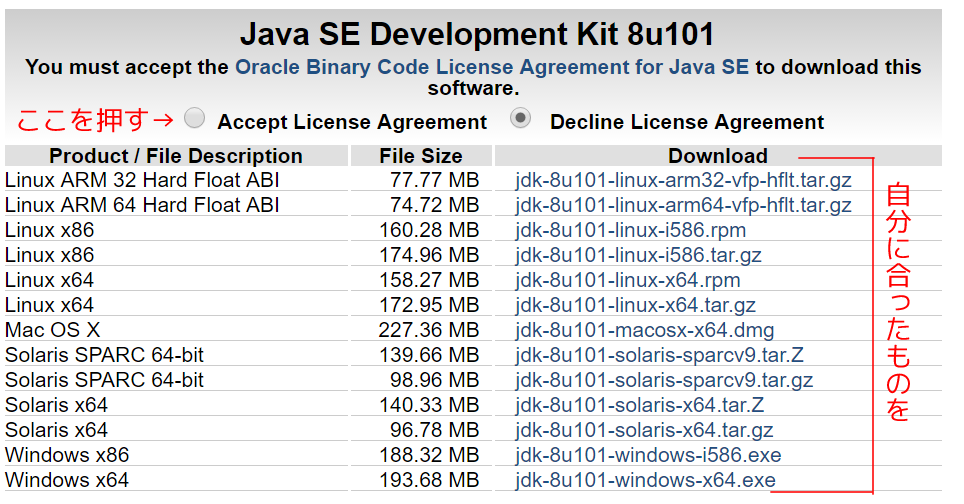 Java SE Development Kit 8u101
You must accept the Oracle Binary Code License Agreement for Java SE to download this
software.
ここを押す→ Accept License Agreement Decline License Agreement
Product / File Description File Size Download
Linux ARM 32 Hard Float ABI 77.77 MB jdk-8u101-linux-arm32-vfp-hflt.tar.gz
Linux ARM 64 Hard Float ABI 74.72 MB jdk-8u101-linux-arm64-vfp-hflt.tar.gz
Linux x86 160.28 MB jdk-8u101-linux-i586.rpm
Linux x86 174.96 MB jdk-8u101-linux-i586.tar.gz
Linux x64 158.27 MB jdk-8u101-linux-x64.rpm
Linux x64 172.95 MB jdk-8u101-linux-x64.tar.gz
Mac OS X 227.36 MB jdk-8u101-macosx-x64.dmg
Solaris SPARC 64-bit 139.66 MB jdk-8u101-solaris-sparcv9.tar.Z
Solaris SPARC 64-bit 98.96 MB jdk-8u101-solaris-sparcv9.tar.gz
Solaris x64 140.33 MB jdk-8u101-solaris-x64.tar.Z
Solaris x64 96.78 MB jdk-8u101-solaris-x64.tar.gz
Windows x86 188.32 MB jdk-8u101-windows-i586.exe
Windows x64 193.68 MB jdk-8u101-windows-x64.exe
自分に合ったものを